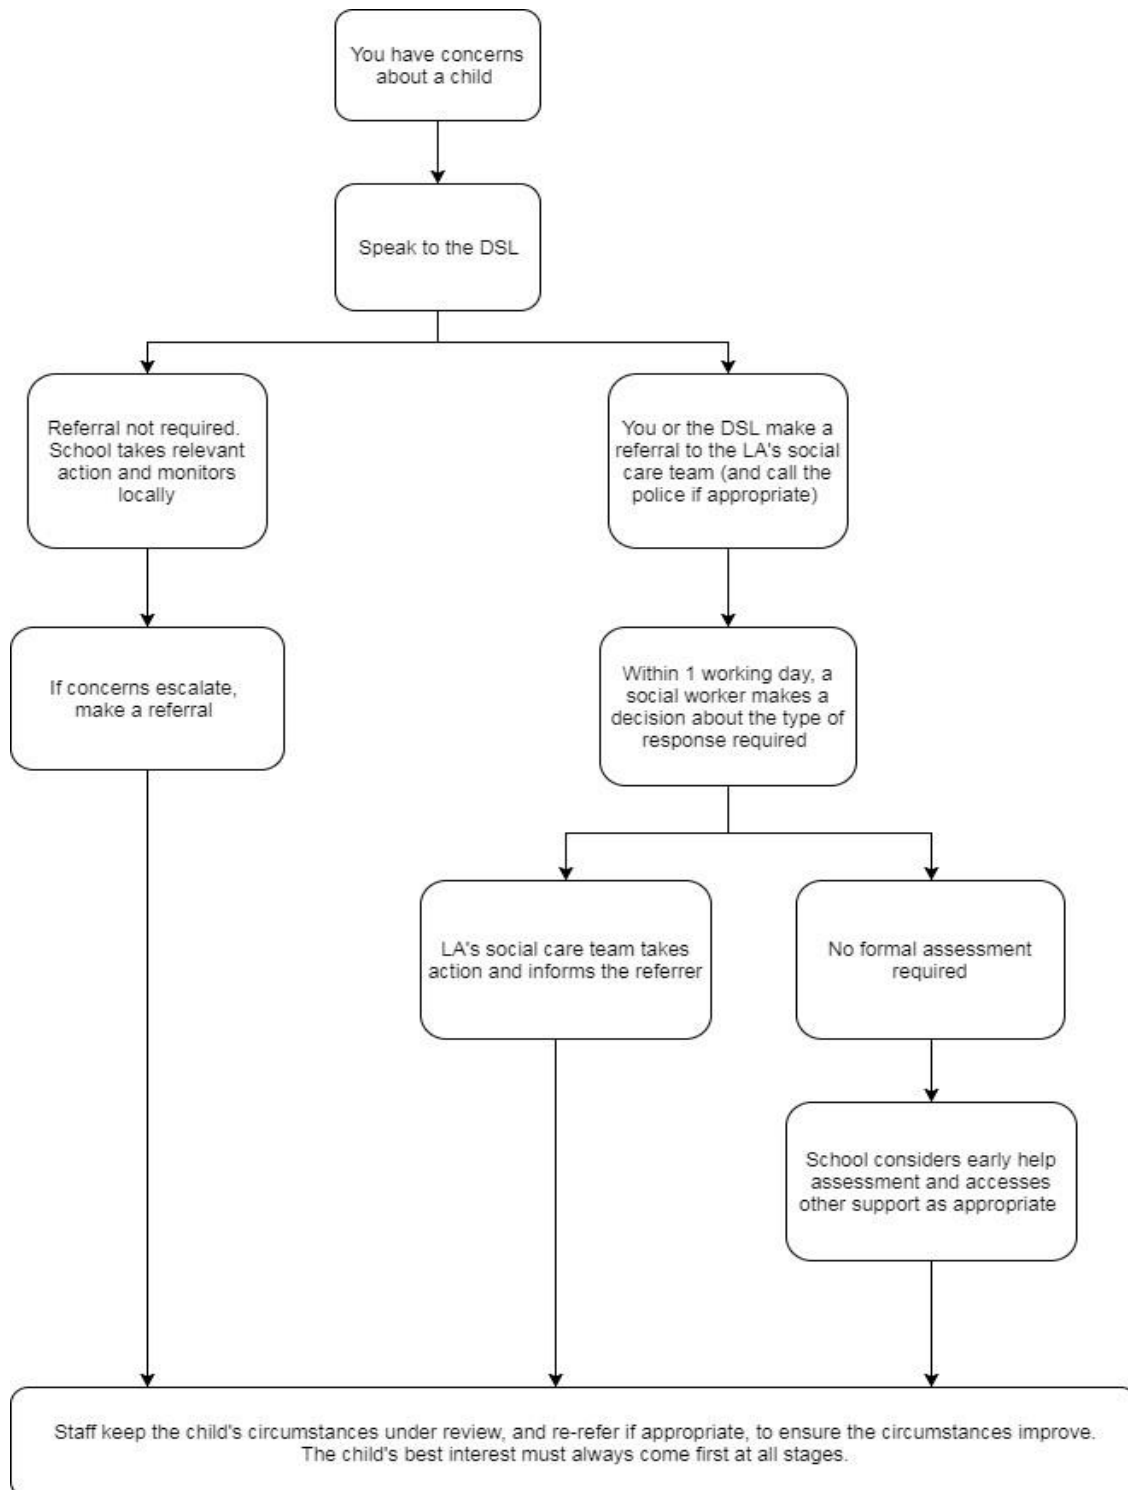 You have concerns
about a child
Speak to the DSL
Referral not required.
School takes relevant
action and monitors
locally
You or the DSL make a
referral to the LA's social
care team (and call the
police if appropriate)
If concerns escalate,
make a referral
Within 1 working day, a
social worker makes a
decision about the type of
response required
LA's social care team takes
action and informs the referrer
No formal assessment
required
School considers early help
assessment and accesses
other support as appropriate
Staff keep the child's circumstances under review, and re-refer if appropriate, to ensure the circumstances improve.
The child's best interest must always come first at all stages.